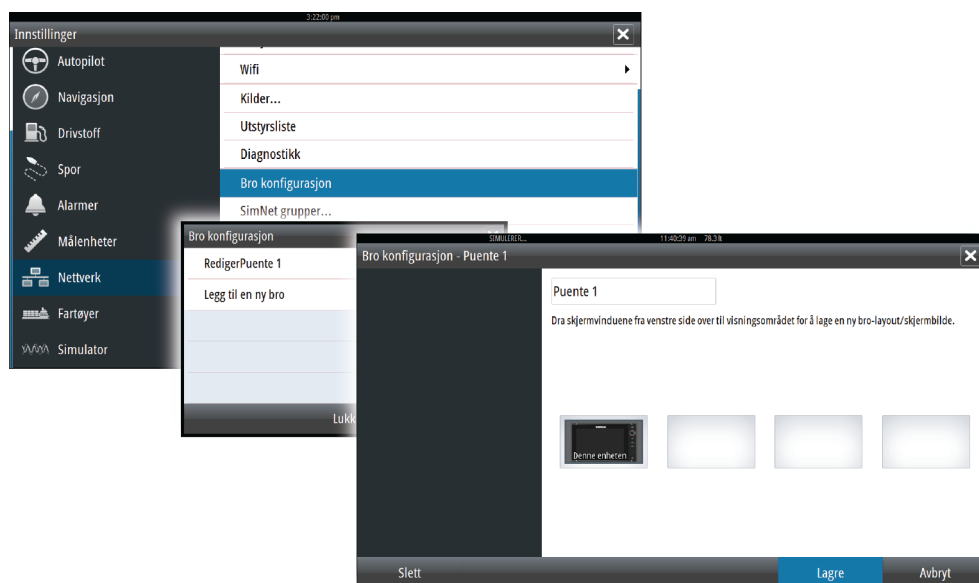 3:22:00 pm
Innstillinger
Autopilot
Navigasjon
Drivstoff
Spor
Alarmer
Målenheter
Nettverk
Fartøyer
Simulator
Wifi
Kilder...
Utstyrsliste
Diagnostikk
Bro konfigurasjon
SimNet grupper...
Bro konfigurasjon
RedigerPuente 1
Legg til en ny bro
Lukk
SIMULERER... 11:40:39 am 78.3 ft
Bro konfigurasjon - Puente 1
Puente 1
Dra skjermvinduene fra venstre side over til visningsområdet for å lage en ny bro-layout/skjermbilde.
Denne enheten
Slett
Lagre
Avbryt